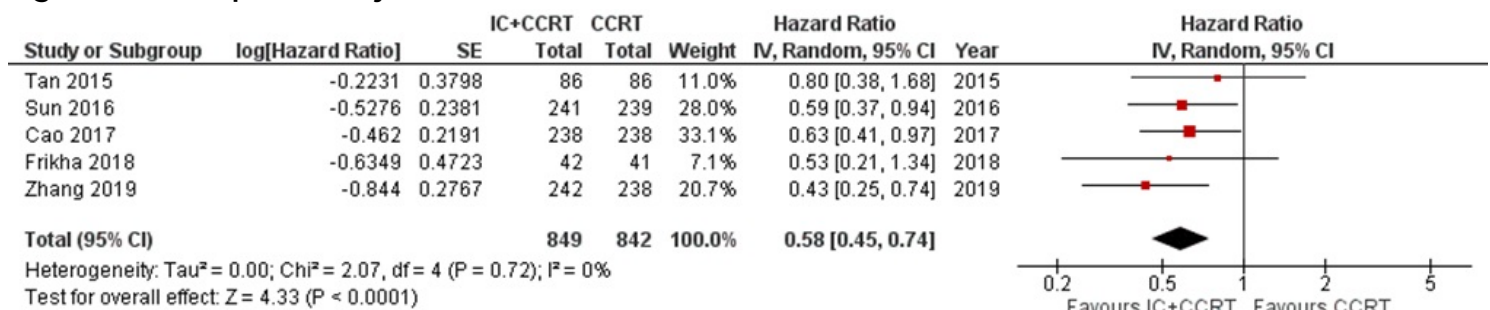 IC+CCRT CCRT Hazard Ratio Hazard Ratio
Study or Subgroup log[Hazard Ratio] SE Total Total Weight IV, Random, 95% CI Year IV, Random, 95% CI
Tan 2015 -0.2231 0.3798 86 86 11.0% 0.80 [0.38, 1.68] 2015
Sun 2016 -0.5276 0.2381 241 239 28.0% 0.59 [0.37, 0.94] 2016
Cao 2017 -0.462 0.2191 238 238 33.1% 0.63 [0.41, 0.97] 2017
Frikha 2018 -0.6349 0.4723 42 41 7.1% 0.53 [0.21, 1.34] 2018
Zhang 2019 -0.844 0.2767 242 238 20.7% 0.43 [0.25, 0.74] 2019
Total (95% CI) 849 842 100.0% 0.58 [0.45, 0.74]
Heterogeneity: Tau² = 0.00; Chi² = 2.07, df = 4 (P = 0.72); I² = 0%
Test for overall effect: Z = 4.33 (P < 0.0001)
0.2 0.5 1 2 5
Favours IC+CCRT Favours CCRT